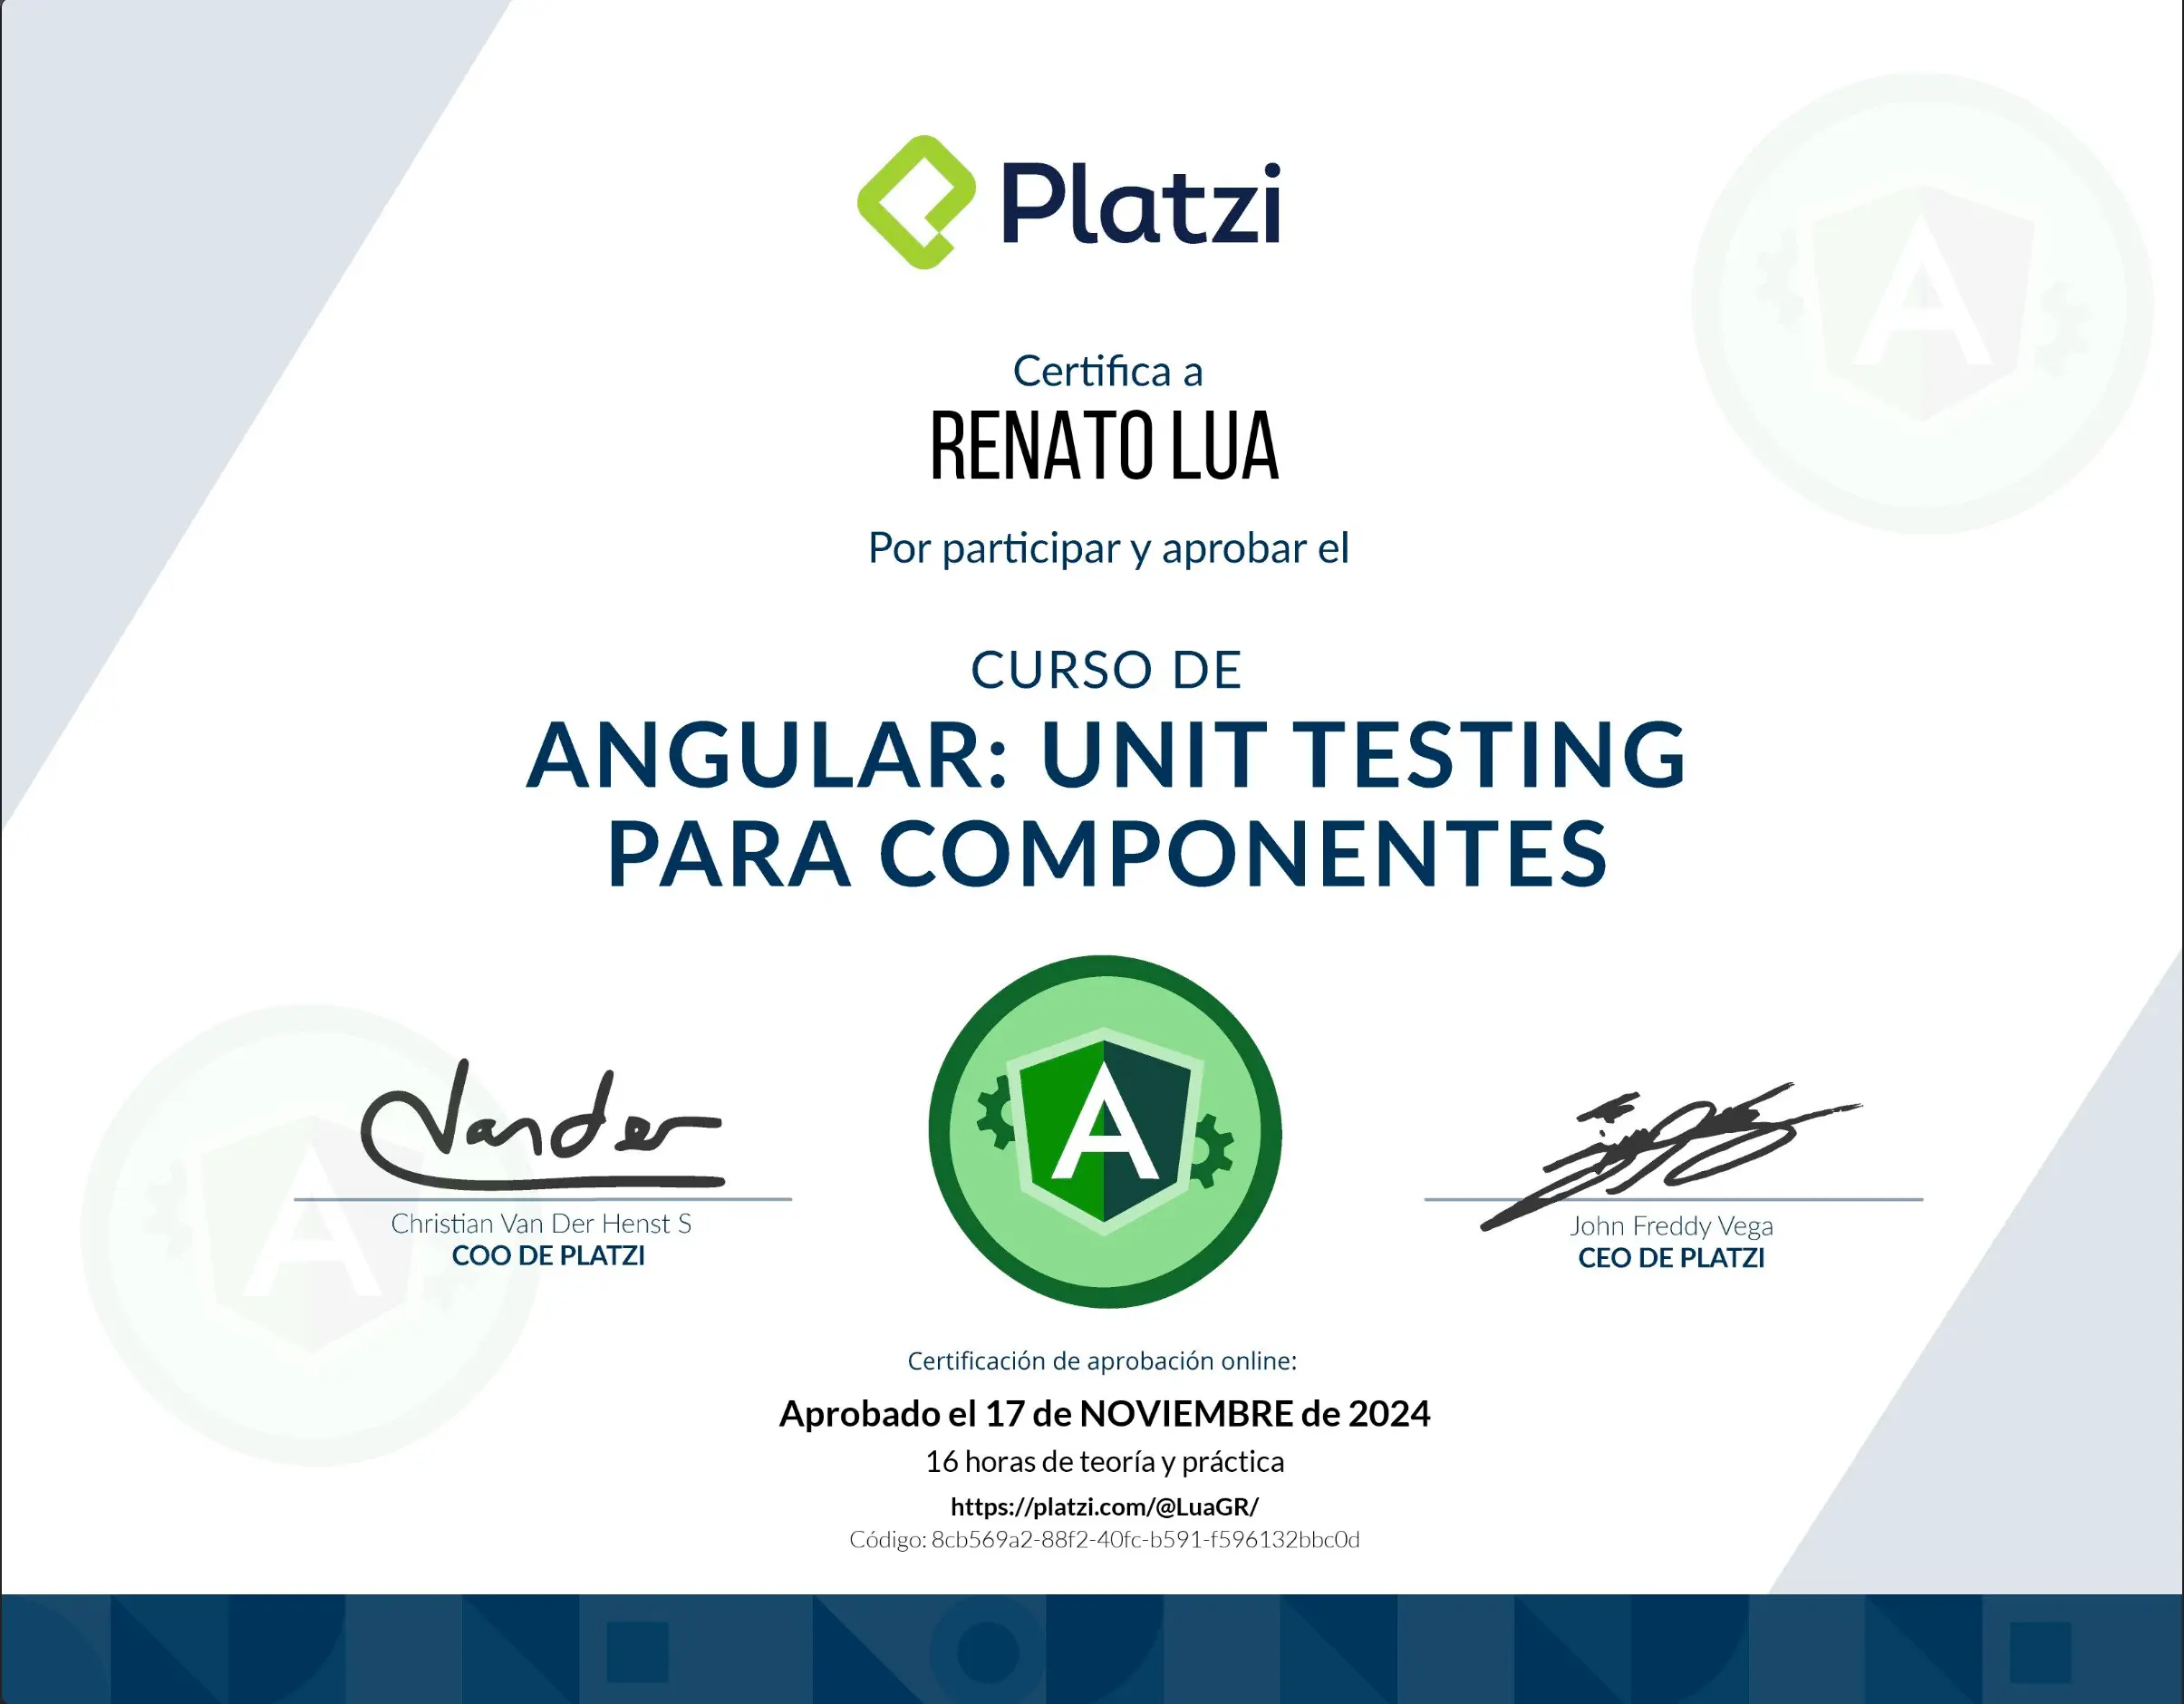 Platzi
Certifica a
RENATO LUA
Por participar y aprobar el
CURSO DE
ANGULAR: UNIT TESTING
PARA COMPONENTES
Vander
Christian Van Der Henst S
COO DE PLATZI
John Freddy Vega
CEO DE PLATZI
Certificación de aprobación online:
Aprobado el 17 de NOVIEMBRE de 2024
16 horas de teoría y práctica
https://platzi.com/@LuaGR/
Código: 8cb569a2-88f2-40fc-b591-f596132bbc0d